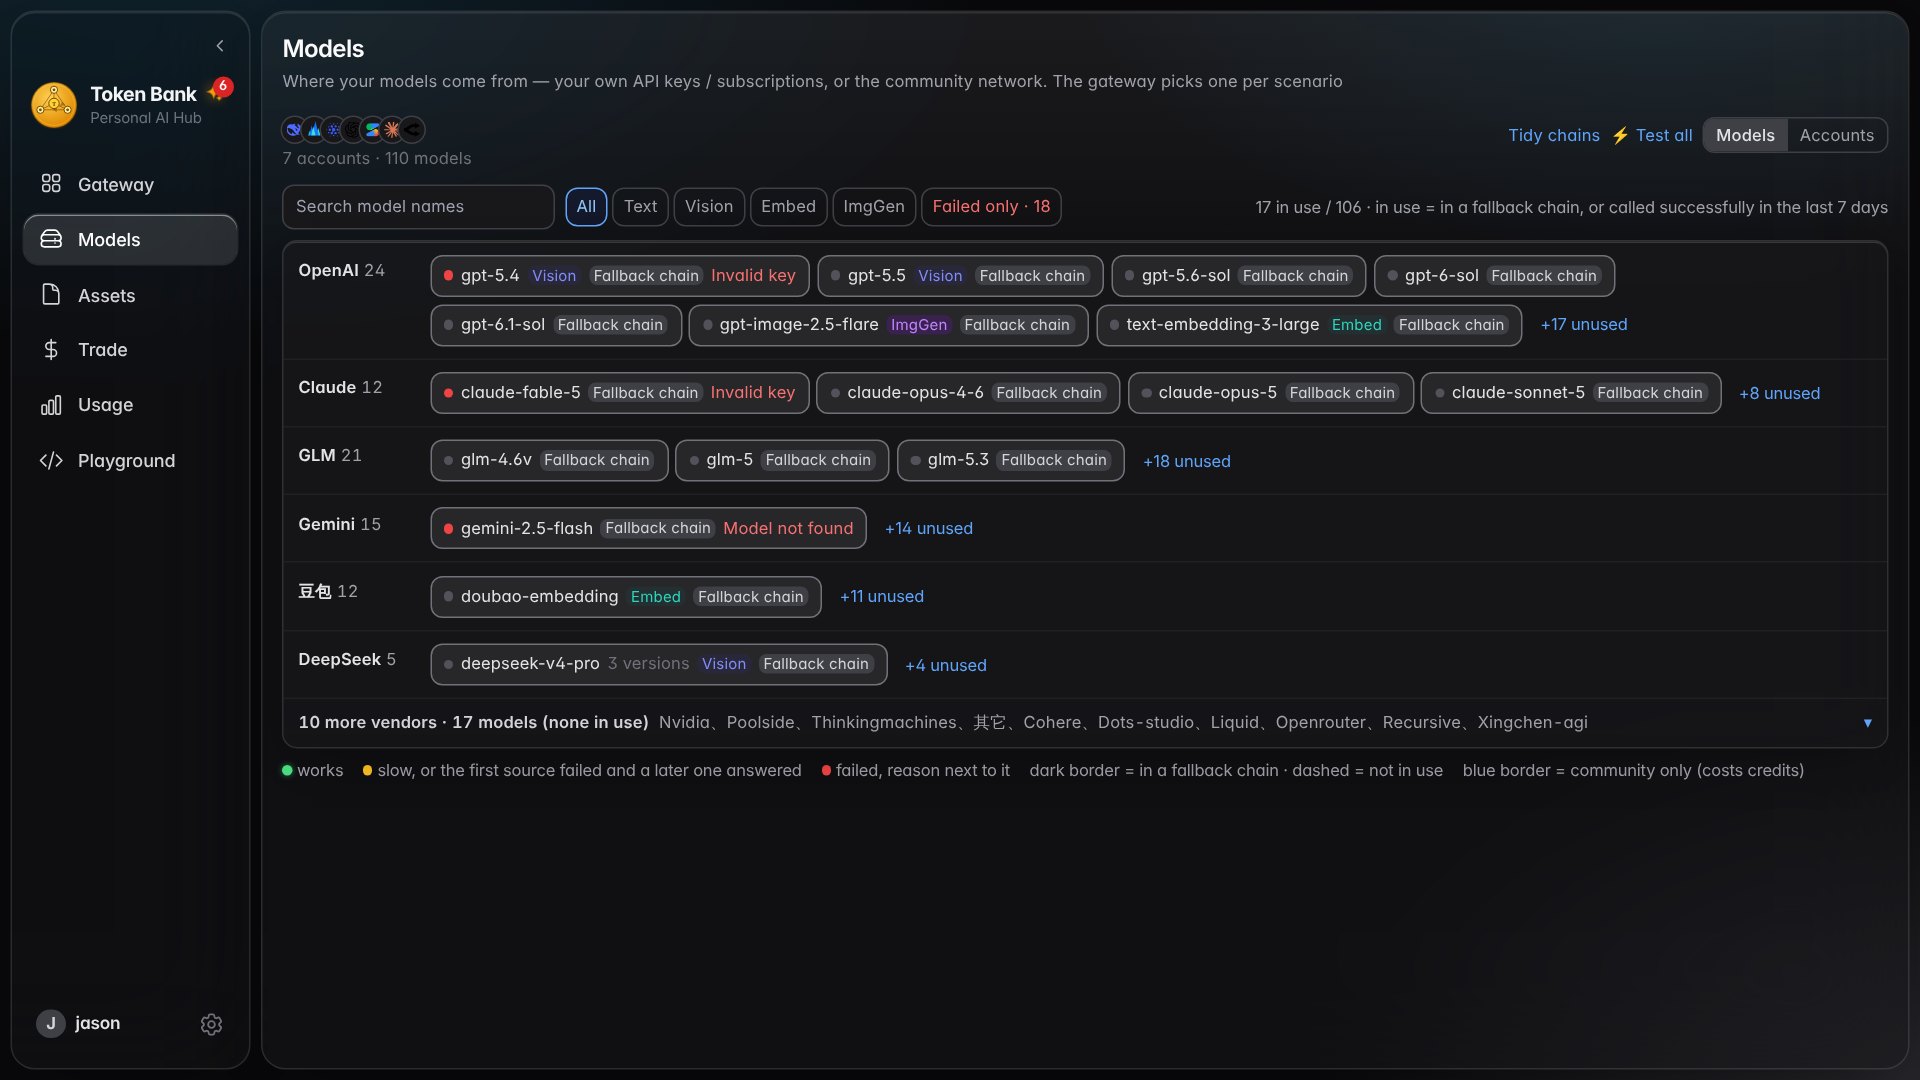 Token Bank
6
Personal AI Hub
Gateway
Models
Assets
Trade
Usage
Playground
J jason
Models
Where your models come from — your own API keys / subscriptions, or the community network. The gateway picks one per scenario
7 accounts · 110 models
Tidy chains ⚡ Test all Models Accounts
Search model names All Text Vision Embed ImgGen Failed only · 18 17 in use / 106 · in use = in a fallback chain, or called successfully in the last 7 days
OpenAI 24 gpt-5.4 Vision Fallback chain Invalid key gpt-5.5 Vision Fallback chain gpt-5.6-sol Fallback chain gpt-6-sol Fallback chain
gpt-6.1-sol Fallback chain gpt-image-2.5-flare ImgGen Fallback chain text-embedding-3-large Embed Fallback chain +17 unused
Claude 12 claude-fable-5 Fallback chain Invalid key claude-opus-4-6 Fallback chain claude-opus-5 Fallback chain claude-sonnet-5 Fallback chain +8 unused
GLM 21 glm-4.6v Fallback chain glm-5 Fallback chain glm-5.3 Fallback chain +18 unused
Gemini 15 gemini-2.5-flash Fallback chain Model not found +14 unused
豆包 12 doubao-embedding Embed Fallback chain +11 unused
DeepSeek 5 deepseek-v4-pro 3 versions Vision Fallback chain +4 unused
10 more vendors · 17 models (none in use) Nvidia、Poolside、Thinkingmachines、其它、Cohere、Dots-studio、Liquid、Openrouter、Recursive、Xingchen-agi ▼
works slow, or the first source failed and a later one answered failed, reason next to it dark border = in a fallback chain · dashed = not in use blue border = community only (costs credits)